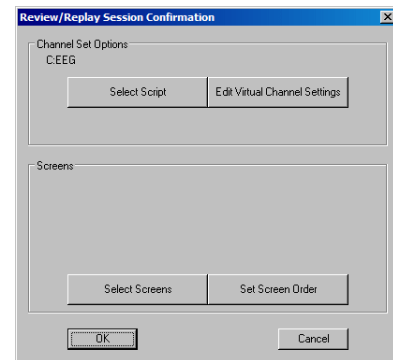 Review/Replay Session Confirmation
Channel Set Options
C:EEG
Select Script
Edit Virtual Channel Settings
Screens
Select Screens
Set Screen Order
OK
Cancel